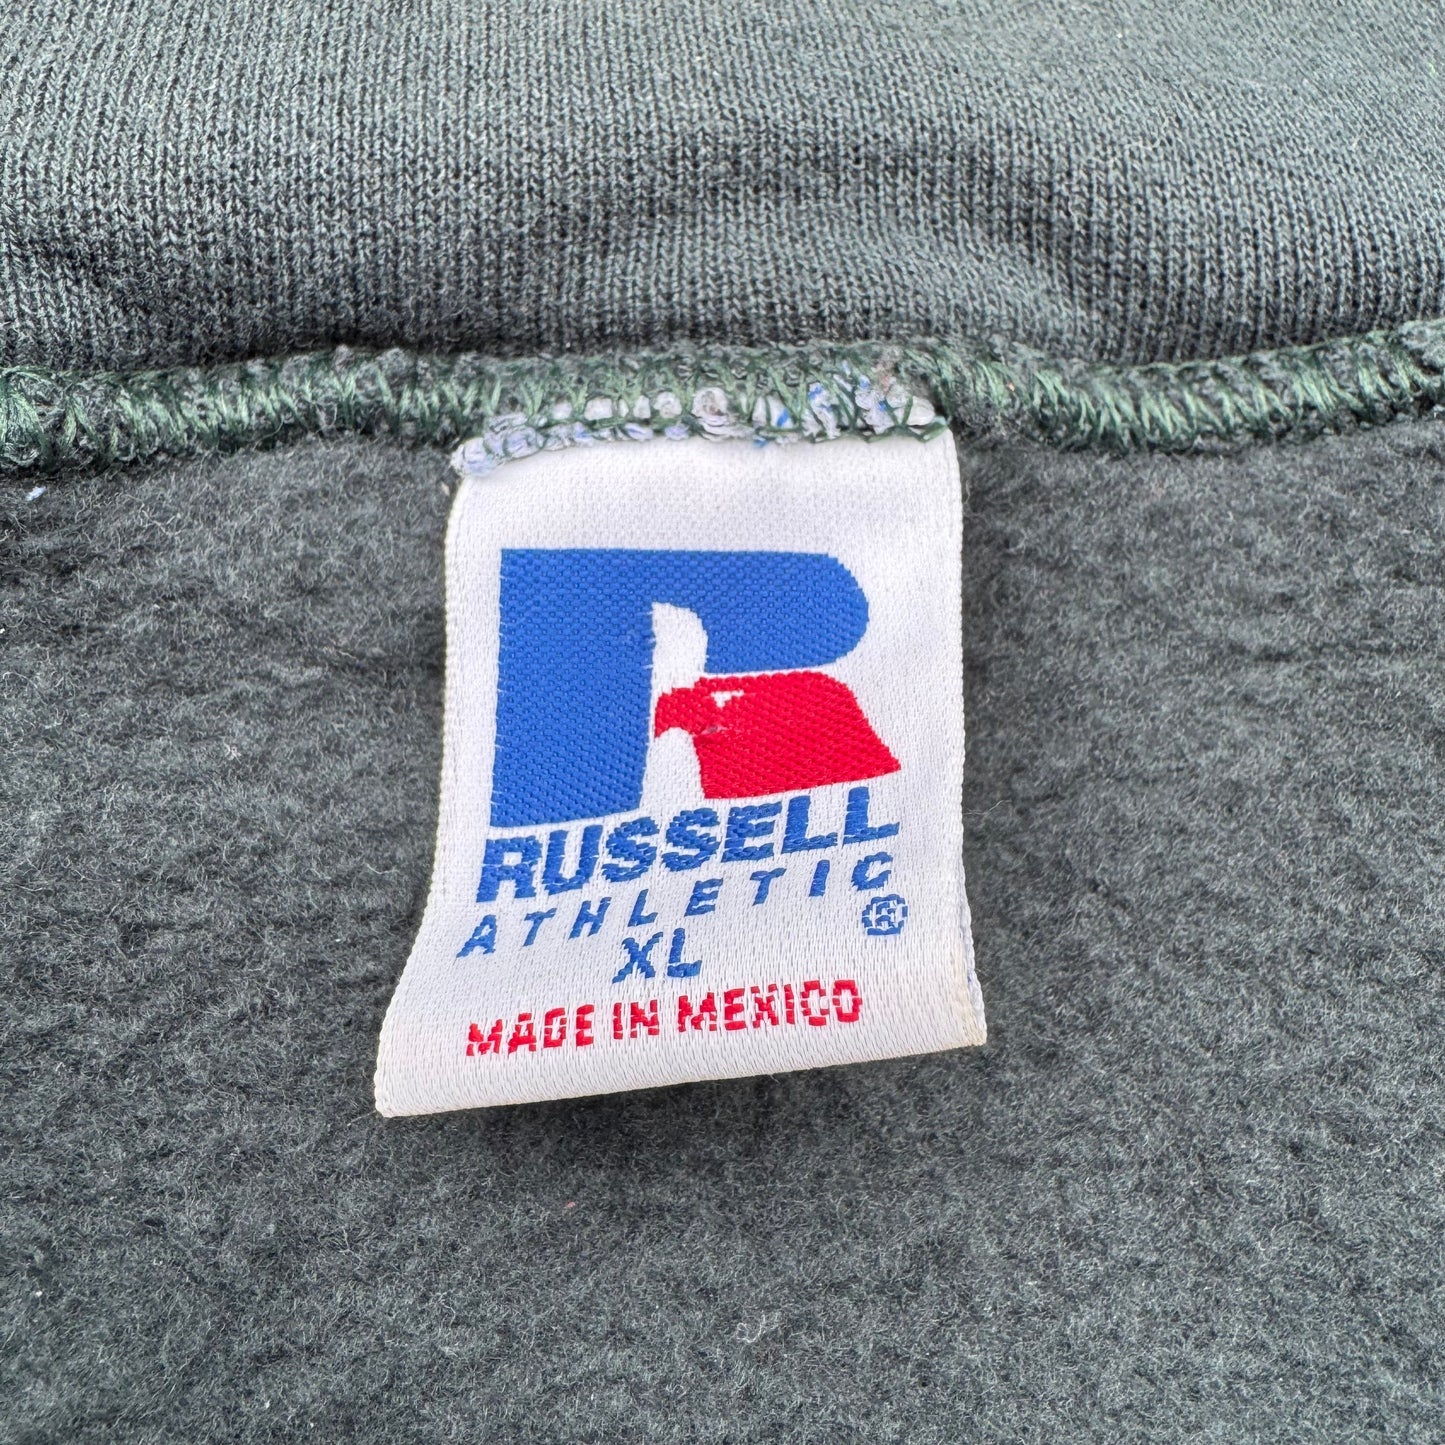 R
RUSSELL
ATHLETIC
®
XL
MADE IN MEXICO